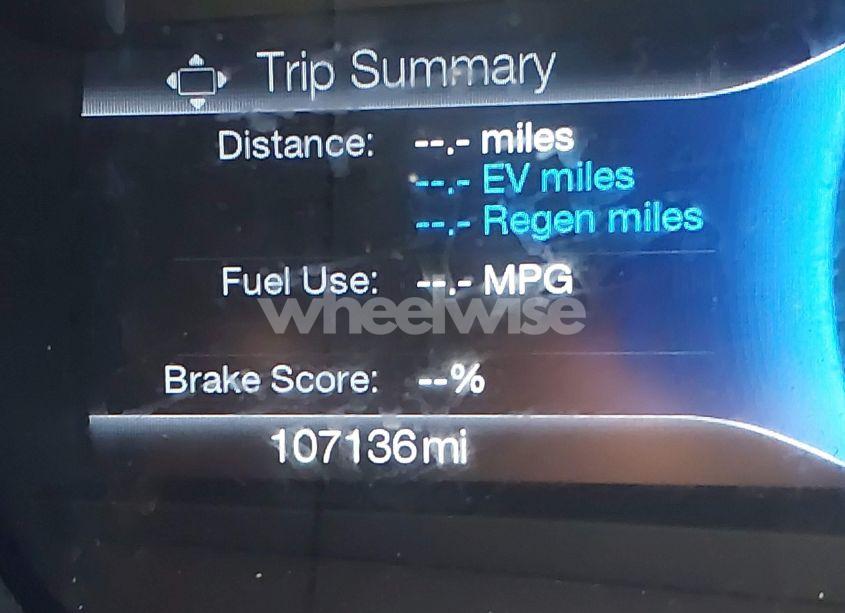 Trip Summary
Distance: --.- miles
--.- EV miles
--.- Regen miles
Fuel Use: --.- MPG
wheelwise
Brake Score: --%
107136mi